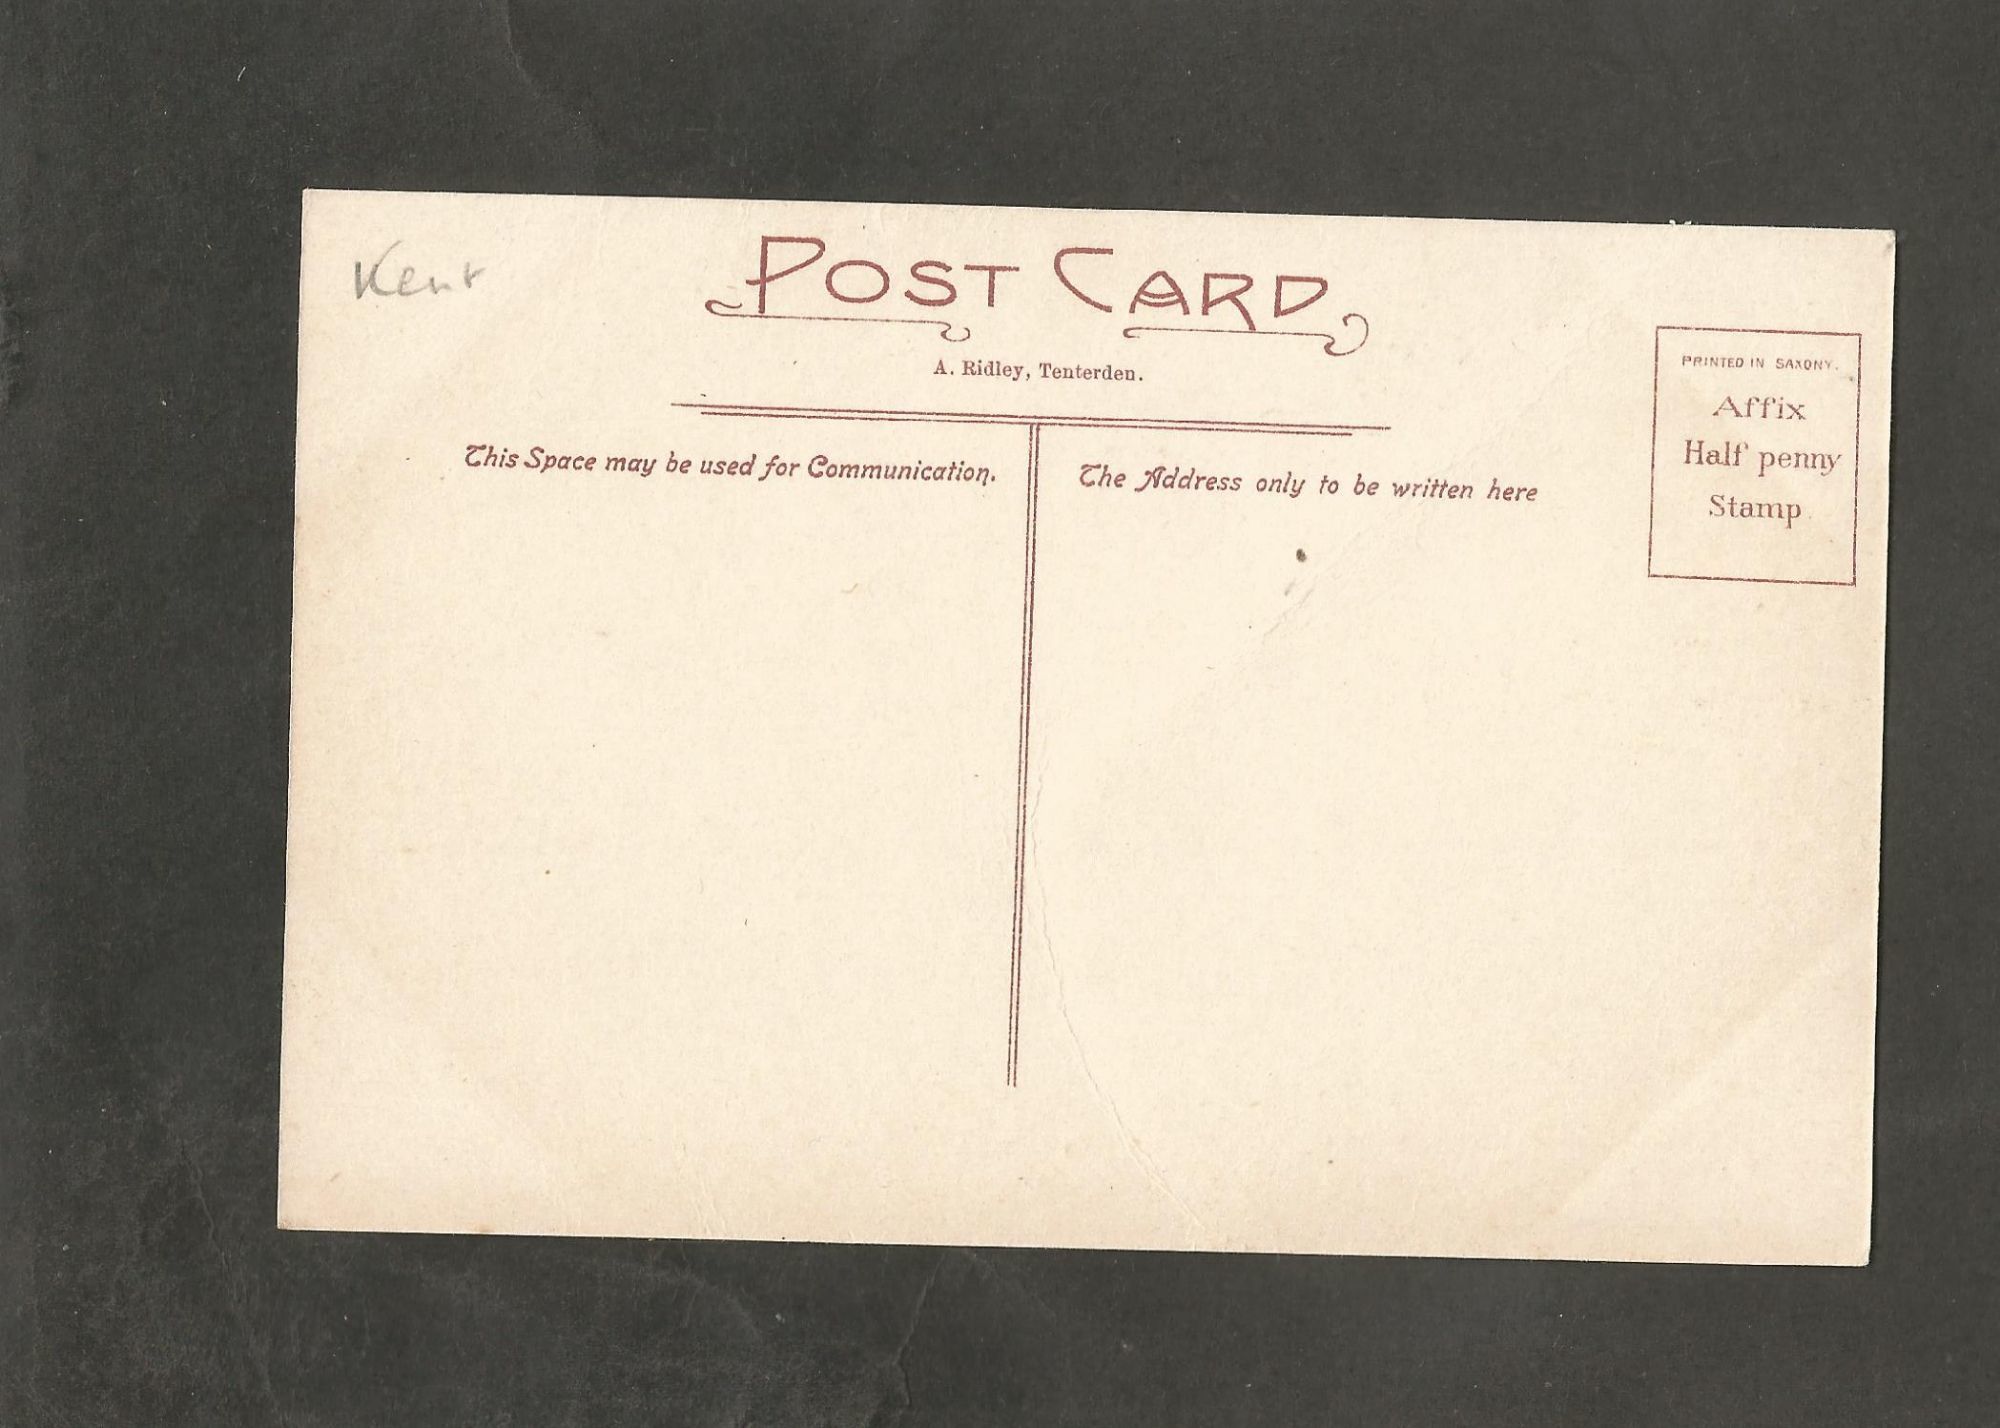 Kent
POST CARD
A. Ridley, Tenterden.
This Space may be used for Communication.
The Address only to be written here
PRINTED IN SAXONY.
Affix
Half penny
Stamp